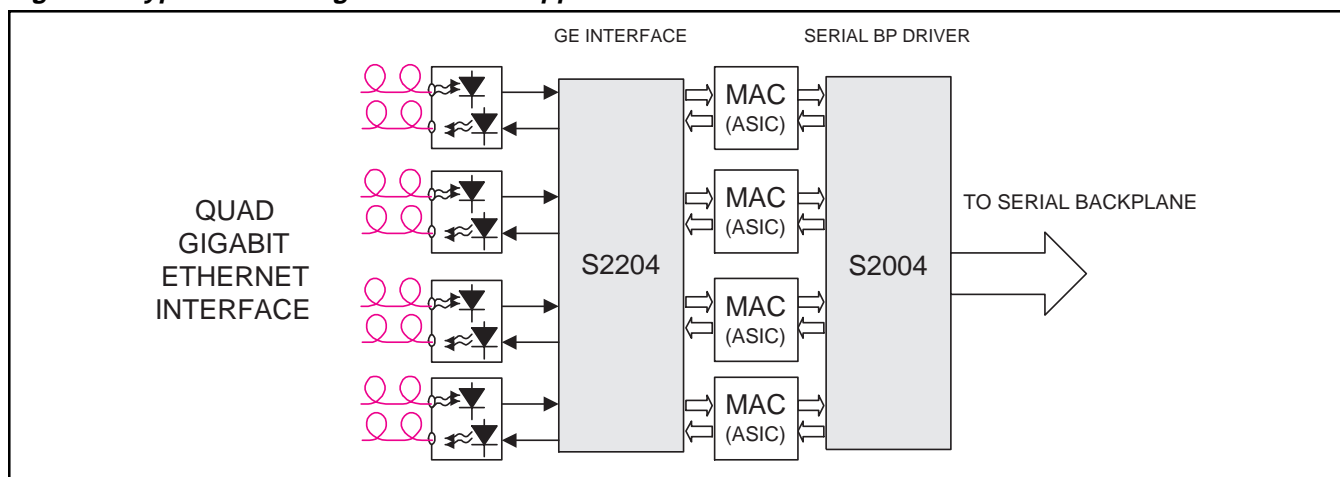 GE INTERFACE
SERIAL BP DRIVER
QUAD
GIGABIT
ETHERNET
INTERFACE
S2204
MAC
(ASIC)
MAC
(ASIC)
MAC
(ASIC)
MAC
(ASIC)
S2004
TO SERIAL BACKPLANE